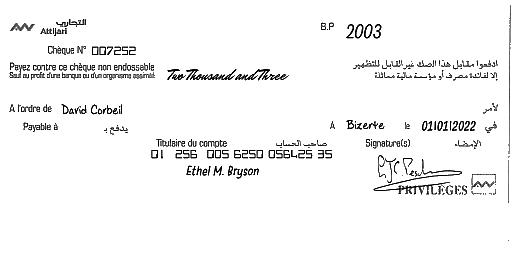 التجاري
Attijari
B.P 2003
Chèque N° 007252
Payez contre ce chèque non endossable
ادفعوا مقابل هذا الصك غير القابل للتظهير
Sauf au profit d'une banque ou d'un organisme assimilé
Two Thousand and Three
إلا لفائدة مصرف أو مؤسسة مالية مماثلة
A l'ordre de David Corbeil
لأمر
Payable à يدفع بـ
A Bizerte le 01/01/2022 في
Titulaire du compte صاحب الحساب
Signature(s) الإمضاء
01 256 005 6250 056425 35
Ethel M. Bryson
PRIVILÈGES